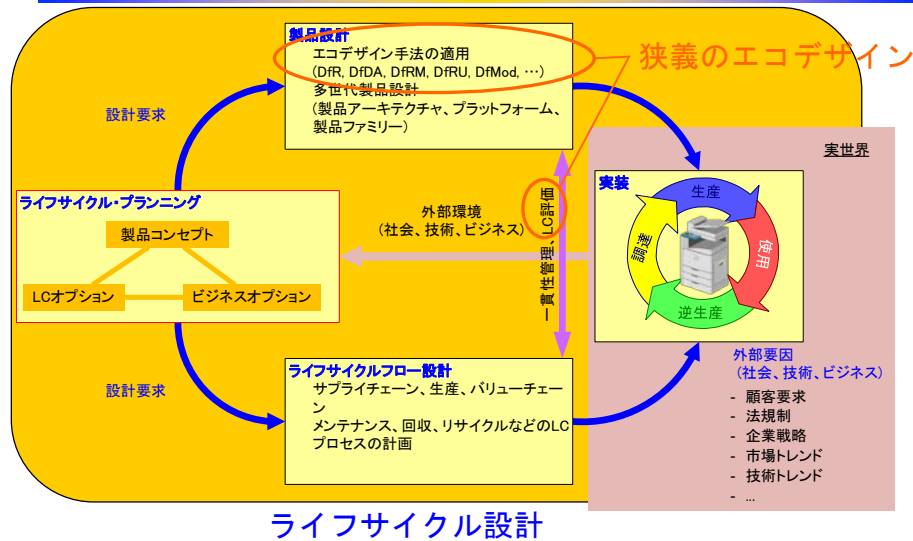 製品設計
エコデザイン手法の適用
(DfR, DfDA, DfRM, DfRU, DfMod, …)
多世代製品設計
(製品アーキテクチャ、プラットフォーム、
製品ファミリー)
狭義のエコデザイン
設計要求
実世界
実装
生産
使用
逆生産
調達
ライフサイクル・プランニング
製品コンセプト
LCオプション
ビジネスオプション
外部環境
(社会、技術、ビジネス)
一貫性管理、LC評価
設計要求
ライフサイクルフロー設計
サプライチェーン、生産、バリューチェー
ン
メンテナンス、回収、リサイクルなどのLC
プロセスの計画
外部要因
(社会、技術、ビジネス)
- 顧客要求
- 法規制
- 企業戦略
- 市場トレンド
- 技術トレンド
- ...
ライフサイクル設計